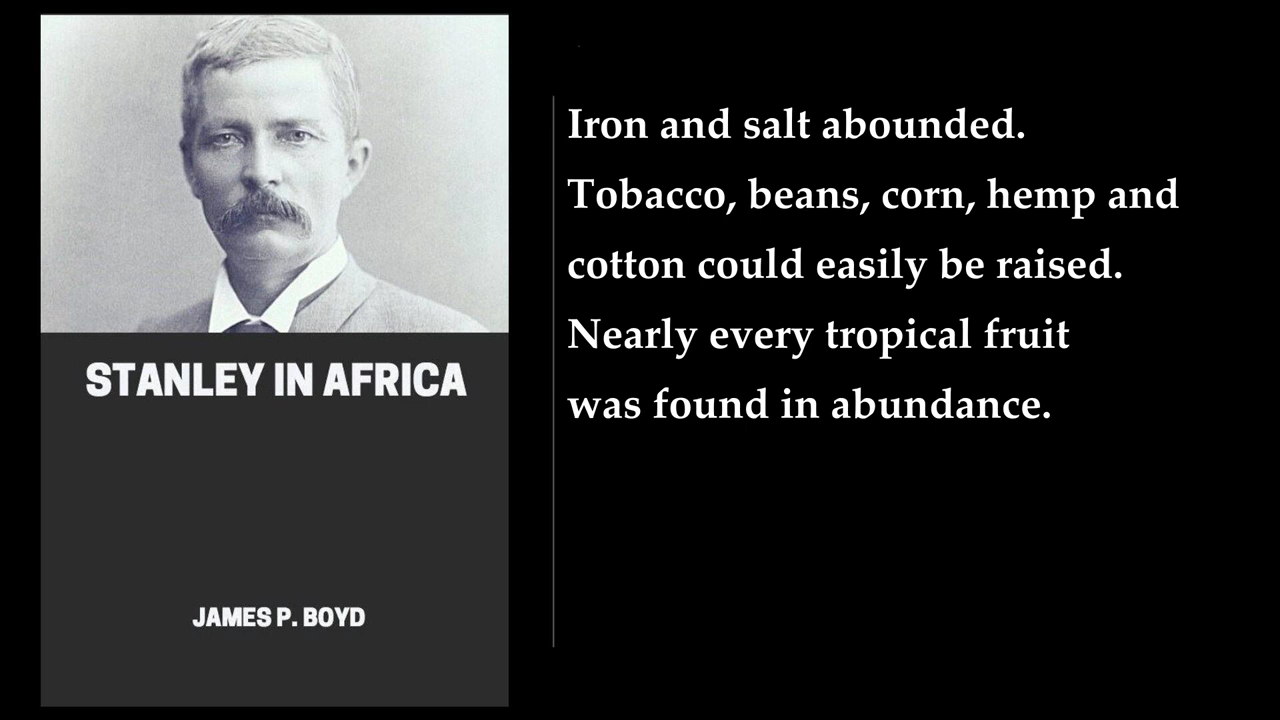 STANLEY IN AFRICA
JAMES P. BOYD
Iron and salt abounded.
Tobacco, beans, corn, hemp and
cotton could easily be raised.
Nearly every tropical fruit
was found in abundance.